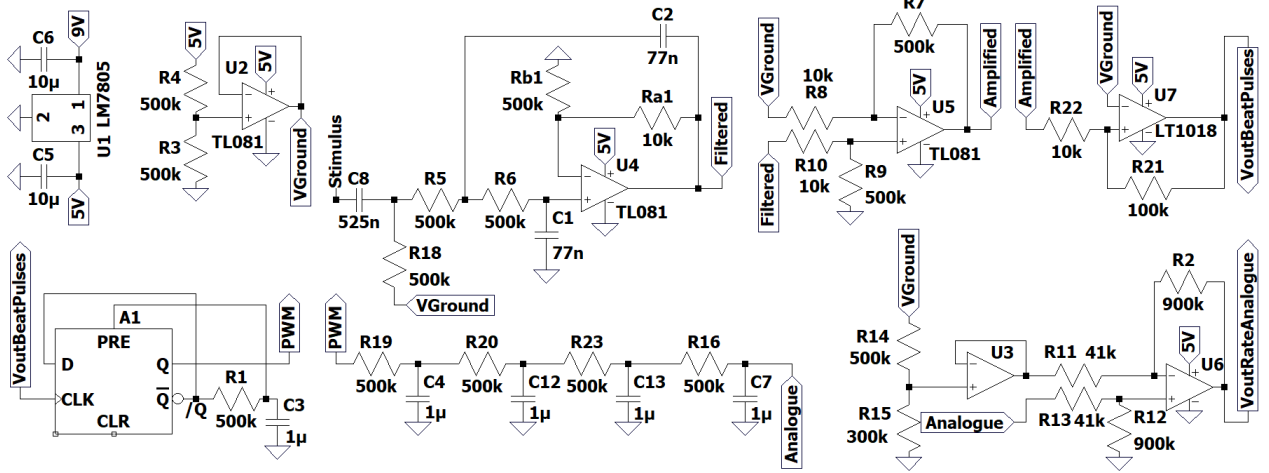 C6
10µ
9V
1
2
3
U1 LM7805
C5
10µ
5V
5V
R4
500k
R3
500k
U2
5V
TL081
VGround
Stimulus
C8
525n
R18
500k
VGround
R5
500k
R6
500k
C1
77n
C2
77n
Rb1
500k
Ra1
10k
5V
U4
TL081
Filtered
VGround
10k
R8
Filtered
R10
10k
R9
500k
R7
500k
5V
U5
TL081
Amplified
Amplified
R22
10k
VGround
5V
U7
LT1018
R21
100k
VoutBeatPulses
VoutBeatPulses
A1
PRE
D
Q
CLK
Q
CLR
/Q
R1
500k
C3
1µ
PWM
PWM
R19
500k
C4
1µ
R20
500k
C12
1µ
R23
500k
C13
1µ
R16
500k
C7
1µ
Analogue
VGround
R14
500k
R15
300k
Analogue
U3
R11 41k
R13 41k
R12
900k
R2
900k
5V
U6
VoutRateAnalogue